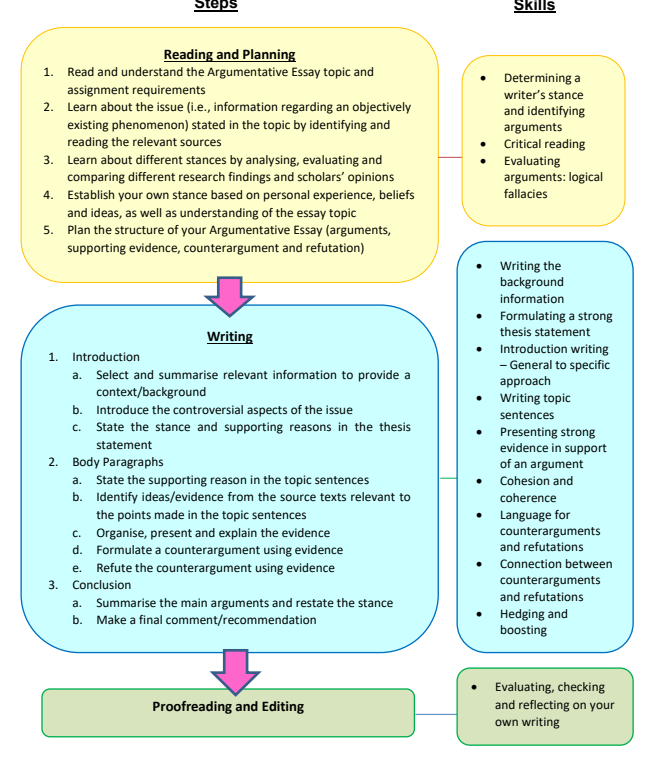 Steps
Skills
Reading and Planning
1. Read and understand the Argumentative Essay topic and
assignment requirements
2. Learn about the issue (i.e., information regarding an objectively
existing phenomenon) stated in the topic by identifying and
reading the relevant sources
3. Learn about different stances by analysing, evaluating and
comparing different research findings and scholars’ opinions
4. Establish your own stance based on personal experience, beliefs
and ideas, as well as understanding of the essay topic
5. Plan the structure of your Argumentative Essay (arguments,
supporting evidence, counterargument and refutation)
• Determining a
writer’s stance
and identifying
arguments
• Critical reading
• Evaluating
arguments: logical
fallacies
Writing
1. Introduction
a. Select and summarise relevant information to provide a
context/background
b. Introduce the controversial aspects of the issue
c. State the stance and supporting reasons in the thesis
statement
2. Body Paragraphs
a. State the supporting reason in the topic sentences
b. Identify ideas/evidence from the source texts relevant to
the points made in the topic sentences
c. Organise, present and explain the evidence
d. Formulate a counterargument using evidence
e. Refute the counterargument using evidence
3. Conclusion
a. Summarise the main arguments and restate the stance
b. Make a final comment/recommendation
• Writing the
background
information
• Formulating a strong
thesis statement
• Introduction writing
– General to specific
approach
• Writing topic
sentences
• Presenting strong
evidence in support
of an argument
• Cohesion and
coherence
• Language for
counterarguments
and refutations
• Connection between
counterarguments
and refutations
• Hedging and
boosting
Proofreading and Editing
• Evaluating, checking
and reflecting on your
own writing